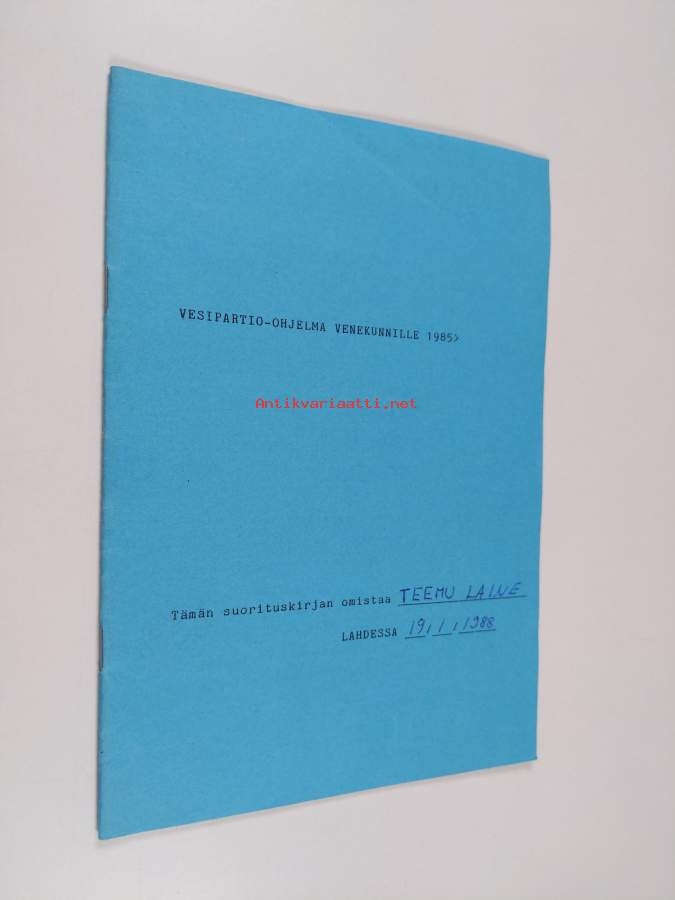 VESIPARTIO-OHJELMA VENEKUNNILLE 1985>
Antikvariaatti.net
Tämän suorituskirjan omistaa TEEMU LAINE
LAHDESSA 19/1/1988